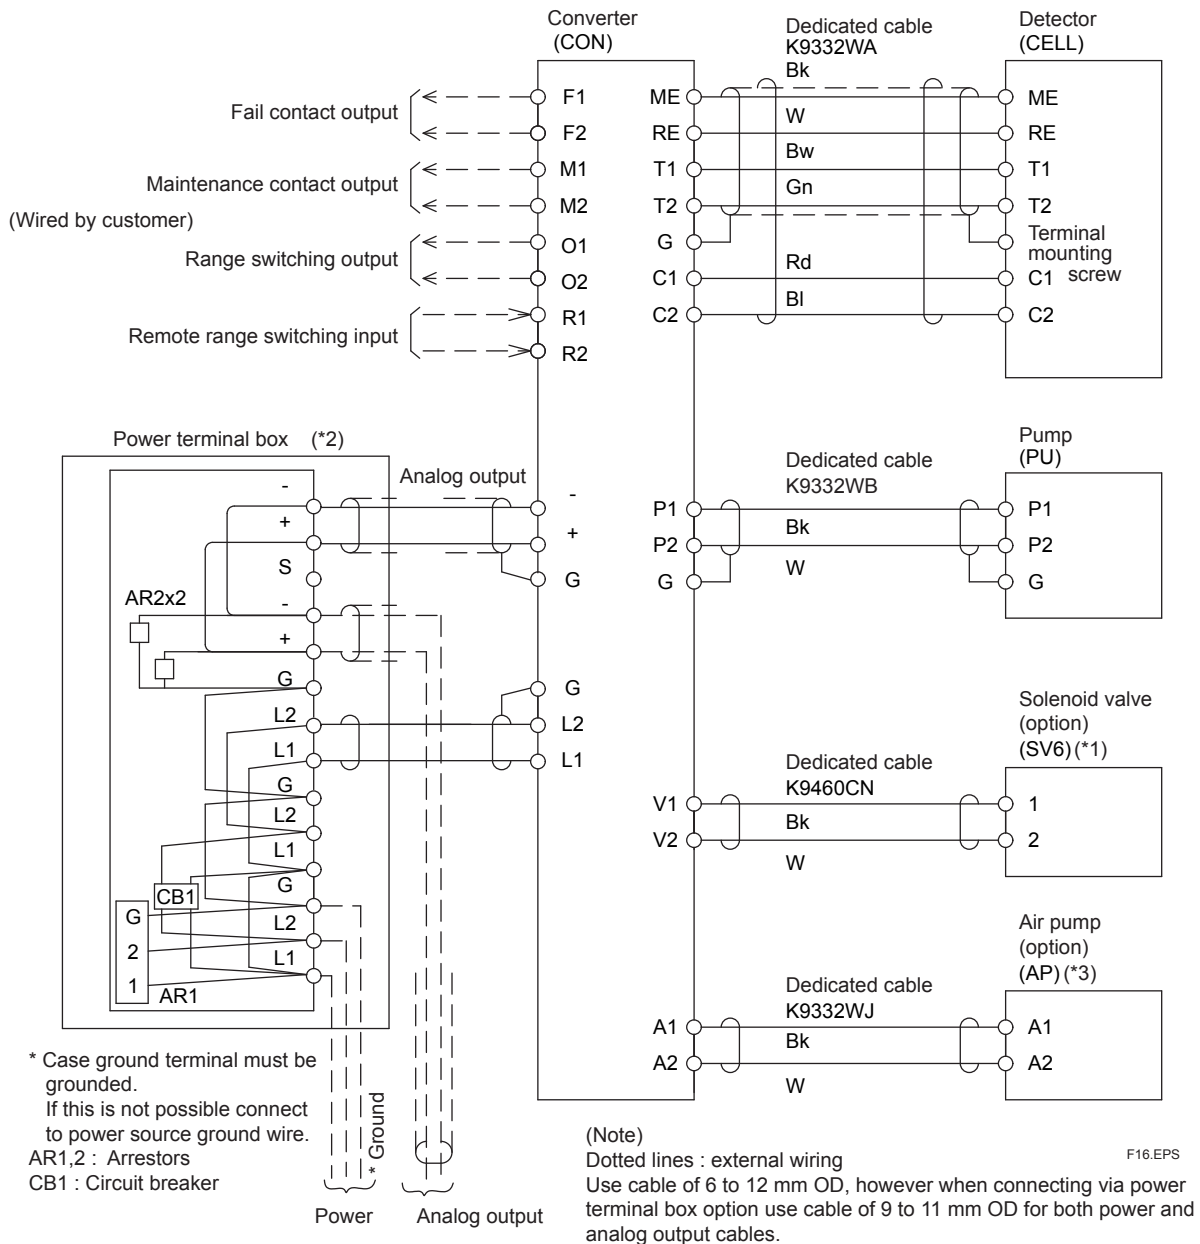 Converter
(CON)
Dedicated cable
K9332WA
Detector
(CELL)
Bk
Fail contact output
F1
ME
ME
W
F2
RE
RE
Bw
Maintenance contact output
M1
T1
T1
Gn
M2
T2
T2
(Wired by customer)
Range switching output
O1
G
Terminal
mounting
screw
Rd
O2
C1
C1
Bl
Remote range switching input
R1
C2
C2
R2
Power terminal box (*2)
Analog output
Dedicated cable
K9332WB
Pump
(PU)
-
-
P1
P1
+
+
Bk
P2
P2
S
G
W
G
G
AR2x2
-
+
G
G
L2
L2
L1
L1
Solenoid valve
(option)
(SV6) (*1)
Dedicated cable
K9460CN
G
V1
1
L2
Bk
L1
V2
2
W
G
CB1
G
L2
2
L1
1
AR1
Air pump
(option)
(AP) (*3)
Dedicated cable
K9332WJ
A1
A1
Bk
A2
A2
W
* Case ground terminal must be
grounded.
If this is not possible connect
to power source ground wire.
AR1,2 : Arrestors
CB1 : Circuit breaker
* Ground
Power
Analog output
(Note)
Dotted lines : external wiring
F16.EPS
Use cable of 6 to 12 mm OD, however when connecting via power
terminal box option use cable of 9 to 11 mm OD for both power and
analog output cables.